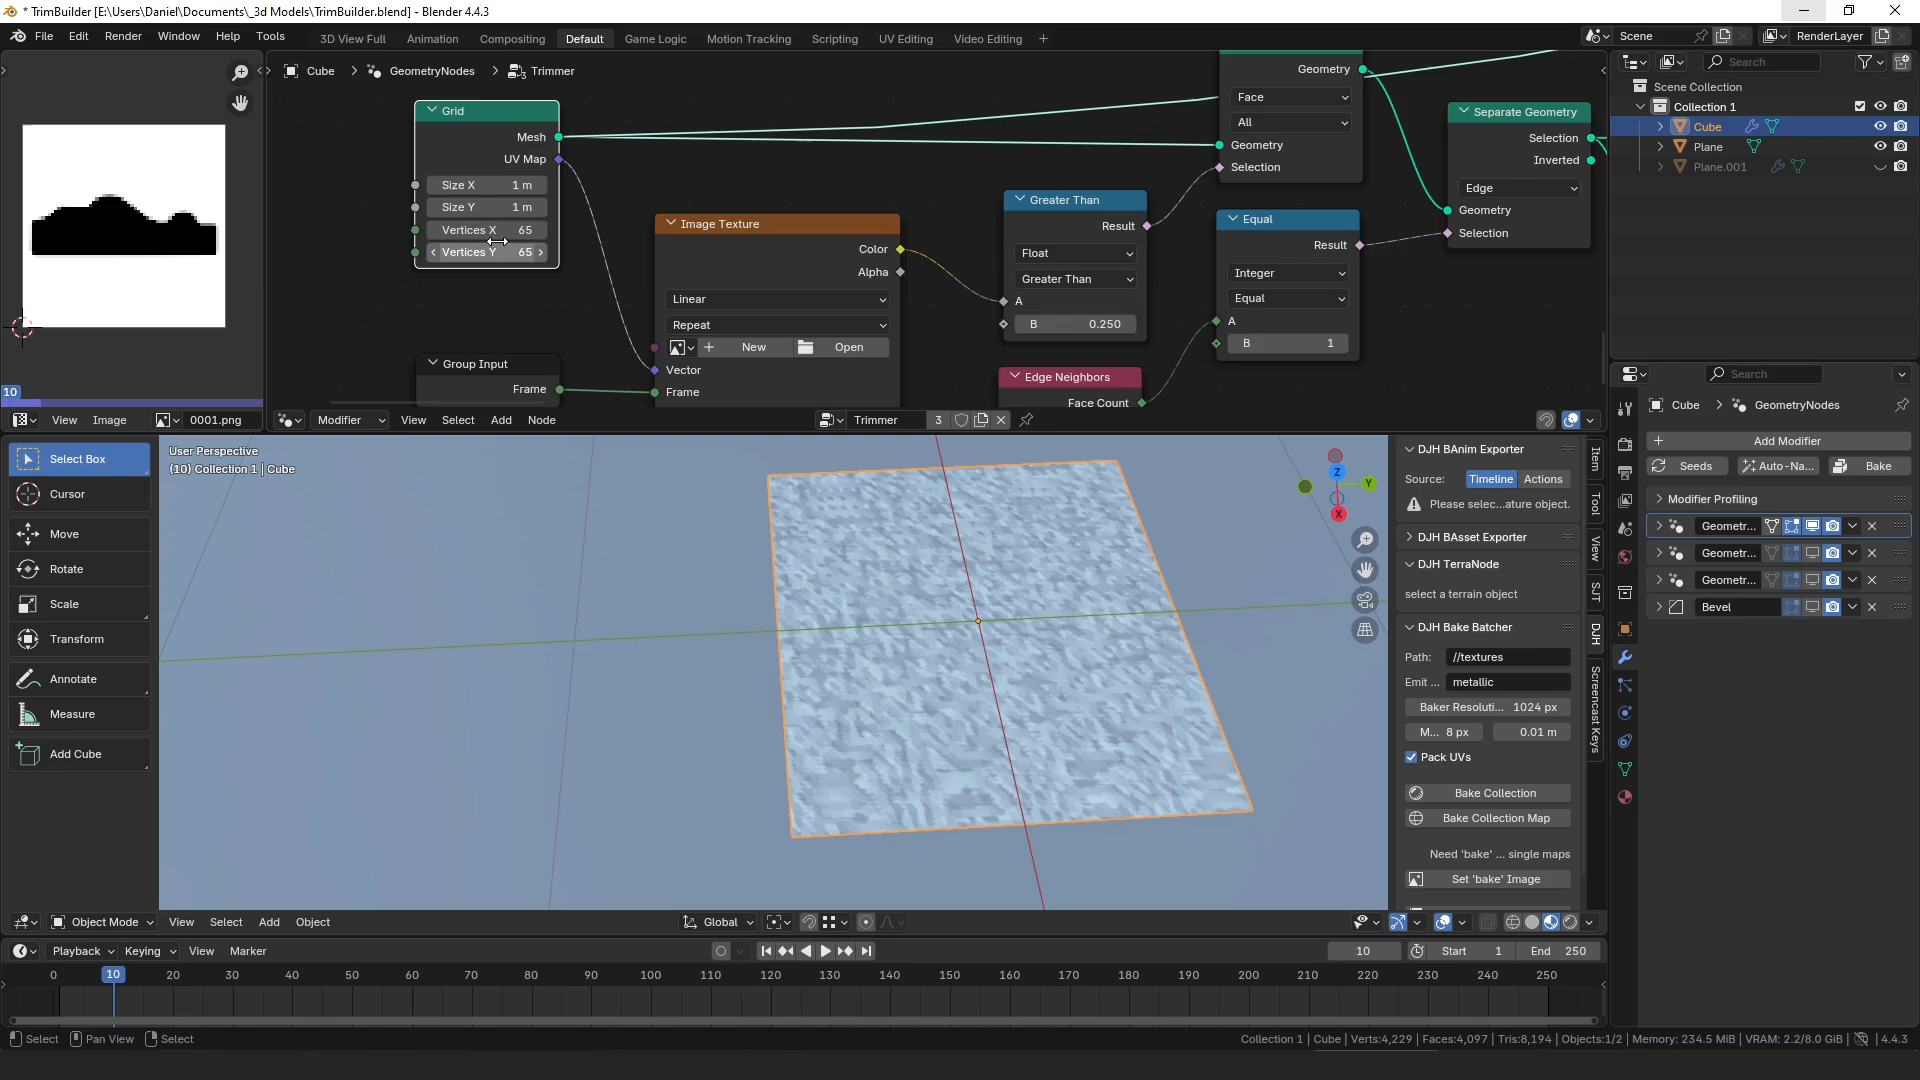 * TrimBuilder [E:\Users\Daniel\Documents\_3d Models\TrimBuilder.blend] - Blender 4.4.3
File Edit Render Window Help Tools
3D View Full Animation Compositing Default Game Logic Motion Tracking Scripting UV Editing Video Editing +
Scene RenderLayer
Cube > GeometryNodes > Trimmer
Grid
Mesh
UV Map
Size X 1 m
Size Y 1 m
Vertices X 65
Vertices Y 65
Group Input
Frame
Image Texture
Color
Alpha
Linear
Repeat
New Open
Vector
Frame
Greater Than
Result
Float
Greater Than
A
B 0.250
Edge Neighbors
Face Count
Geometry
Face
All
Geometry
Selection
Equal
Result
Integer
Equal
A
B 1
Separate Geometry
Selection
Inverted
Edge
Geometry
Selection
10
View Image 0001.png
Modifier View Select Add Node Trimmer 3
Search
Scene Collection
Collection 1
Cube
Plane
Plane.001
Search
Cube > GeometryNodes
Add Modifier
Seeds Auto-Na... Bake
Modifier Profiling
Geometr...
Geometr...
Geometr...
Bevel
Select Box
Cursor
Move
Rotate
Scale
Transform
Annotate
Measure
Add Cube
User Perspective
(10) Collection 1 | Cube
Z
Y
X
DJH BAnim Exporter
Source: Timeline Actions
Please selec...ature object.
DJH BAsset Exporter
DJH TerraNode
select a terrain object
DJH Bake Batcher
Path: //textures
Emit ... metallic
Baker Resoluti... 1024 px
M... 8 px 0.01 m
Pack UVs
Bake Collection
Bake Collection Map
Need 'bake' ... single maps
Set 'bake' Image
Item
Tool
View
SJT
DJH
Screencast Keys
Object Mode View Select Add Object Global
Playback Keying View Marker 10 Start 1 End 250
0 10 20 30 40 50 60 70 80 90 100 110 120 130 140 150 160 170 180 190 200 210 220 230 240 250
Select Pan View Select
Collection 1 | Cube | Verts:4,229 | Faces:4,097 | Tris:8,194 | Objects:1/2 | Memory: 234.5 MiB | VRAM: 2.2/8.0 GiB | 4.4.3